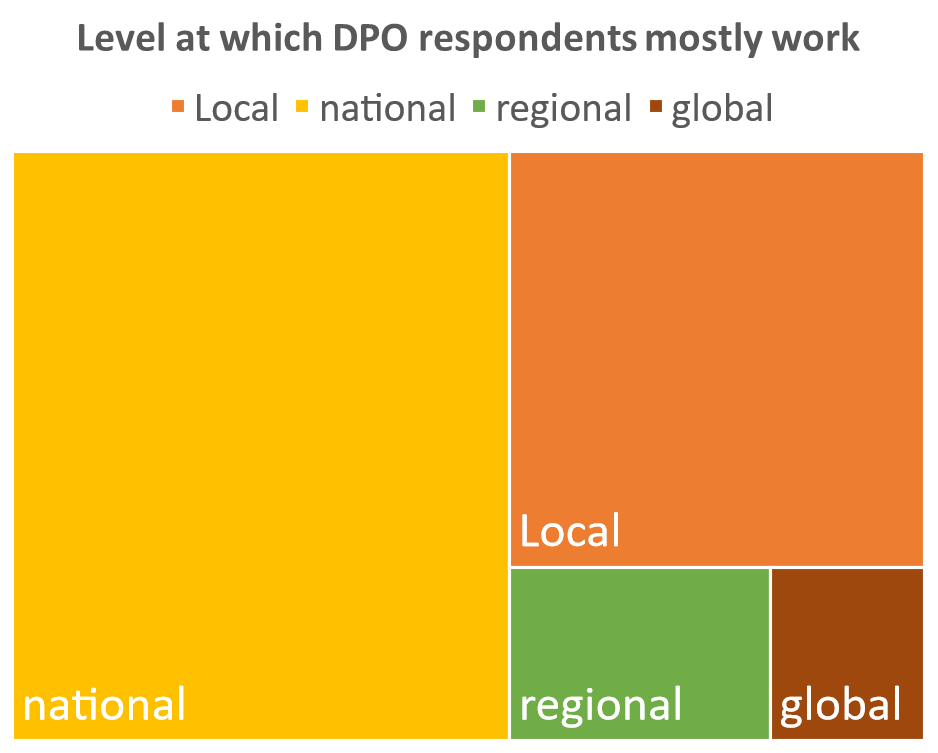 Level at which DPO respondents mostly work
Local national regional global
Local
national
regional
global